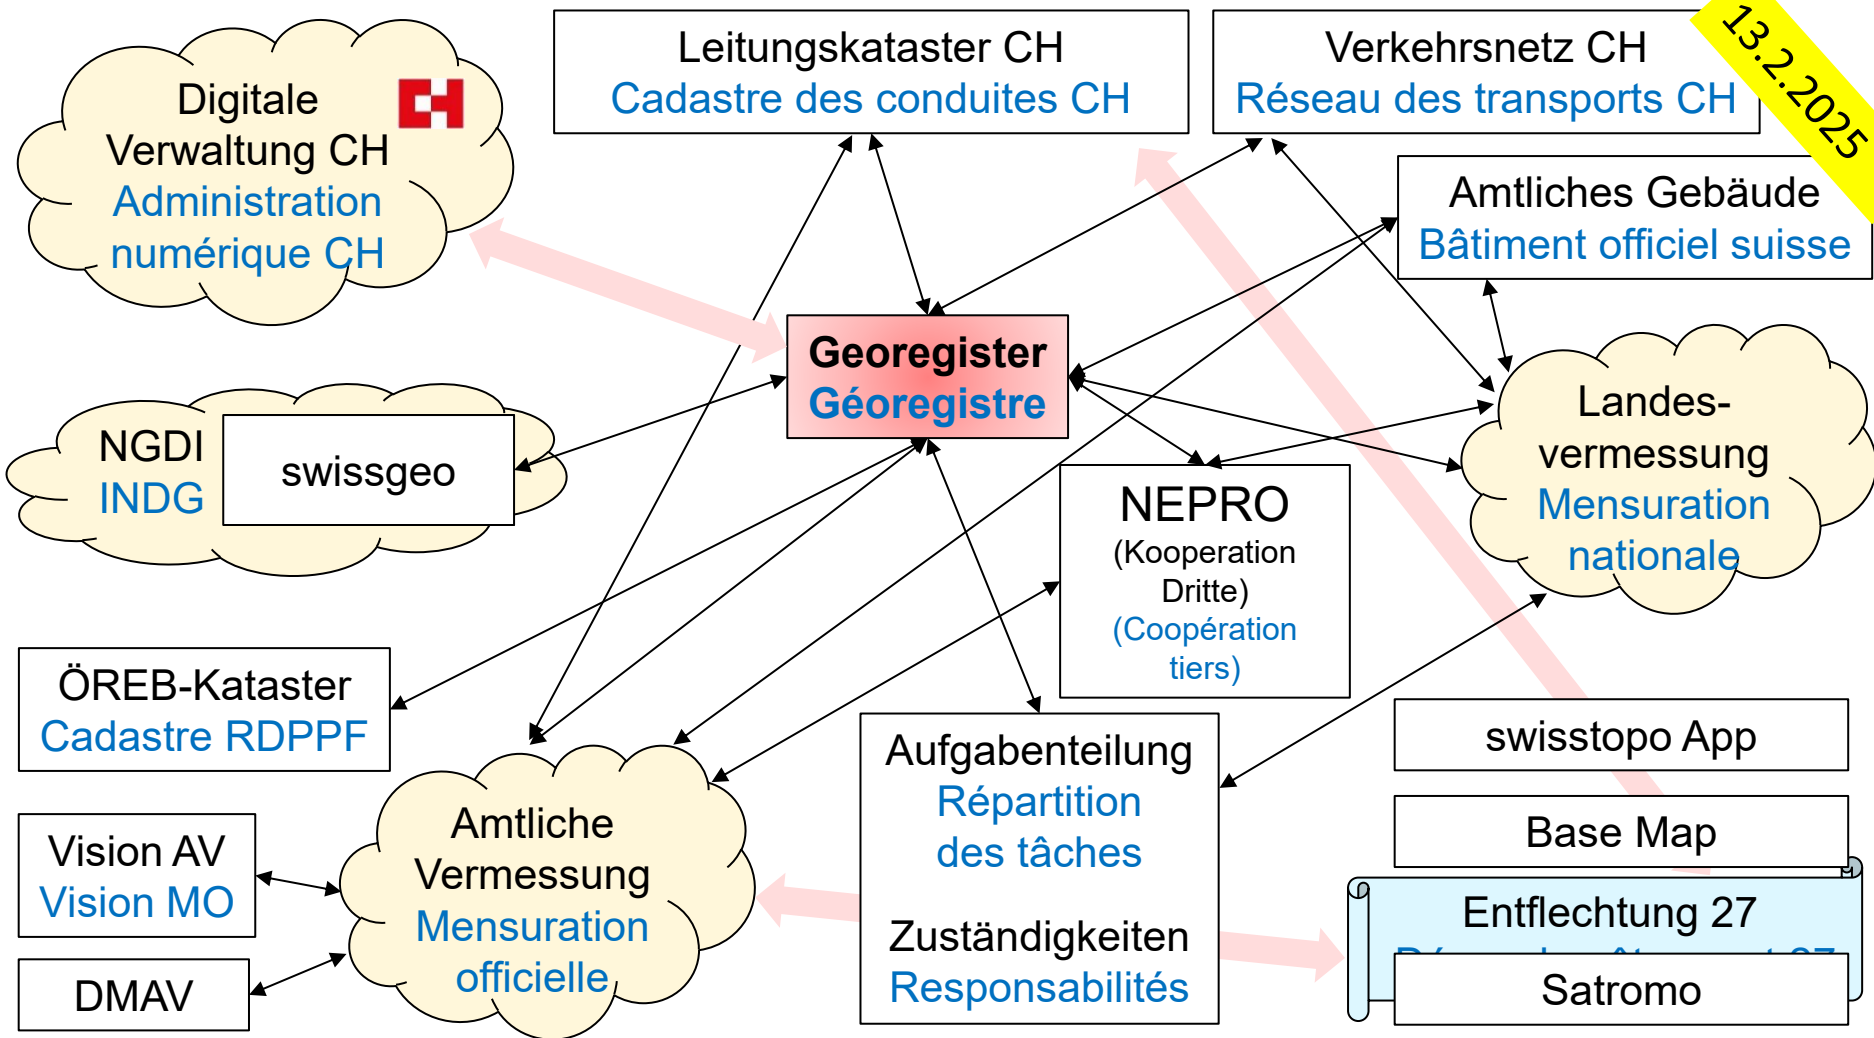 Leitungskataster CH
Cadastre des conduites CH
Verkehrsnetz CH
Réseau des transports CH
13.2.2025
Digitale
Verwaltung CH
Administration
numérique CH
Amtliches Gebäude
Bâtiment officiel suisse
Georegister
Géoregistre
NGDI
INDG
swissgeo
Landes-
vermessung
Mensuration
nationale
NEPRO
(Kooperation
Dritte)
(Coopération
tiers)
ÖREB-Kataster
Cadastre RDPPF
Aufgabenteilung
Répartition
des tâches
Zuständigkeiten
Responsabilités
swisstopo App
Base Map
Entflechtung 27
Satromo
Vision AV
Vision MO
DMAV
Amtliche
Vermessung
Mensuration
officielle